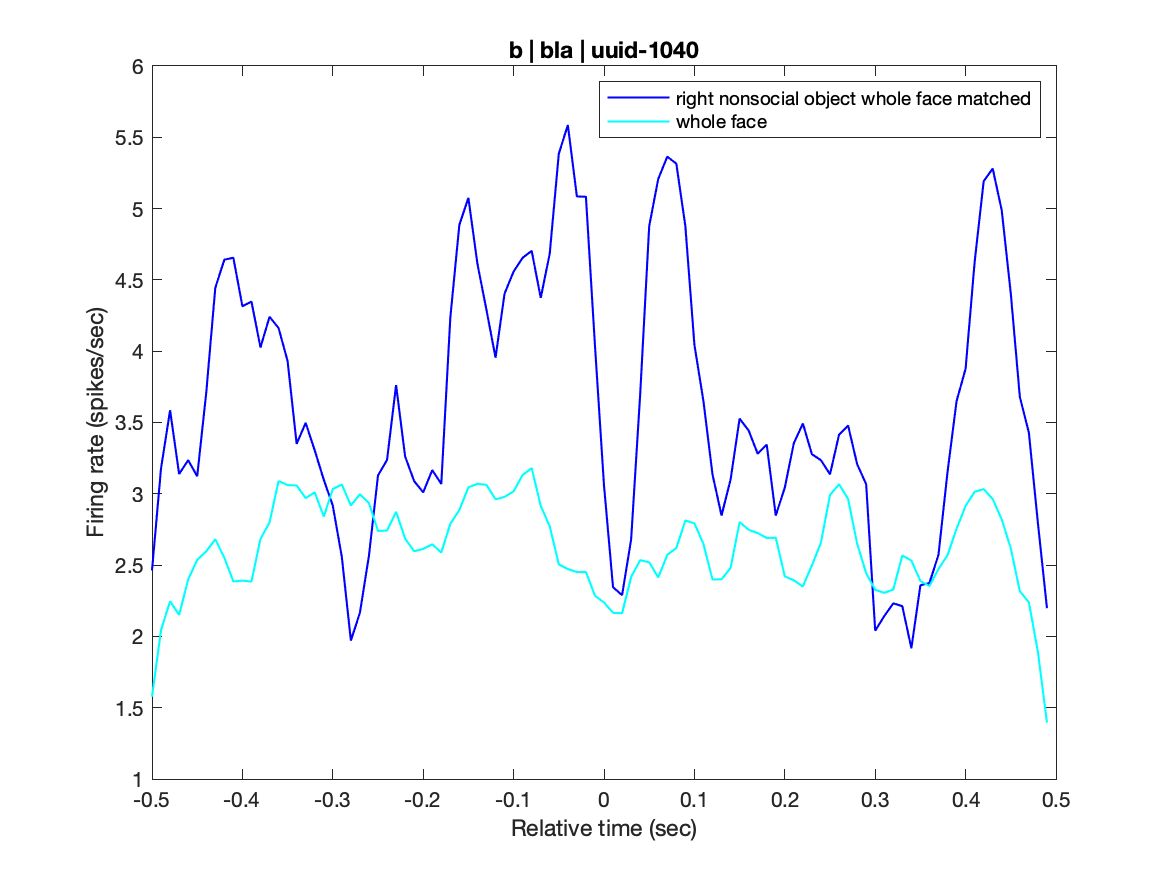 b | bla | uuid-1040
right nonsocial object whole face matched
whole face
Firing rate (spikes/sec)
6
5.5
5
4.5
4
3.5
3
2.5
2
1.5
1
-0.5 -0.4 -0.3 -0.2 -0.1 0 0.1 0.2 0.3 0.4 0.5
Relative time (sec)